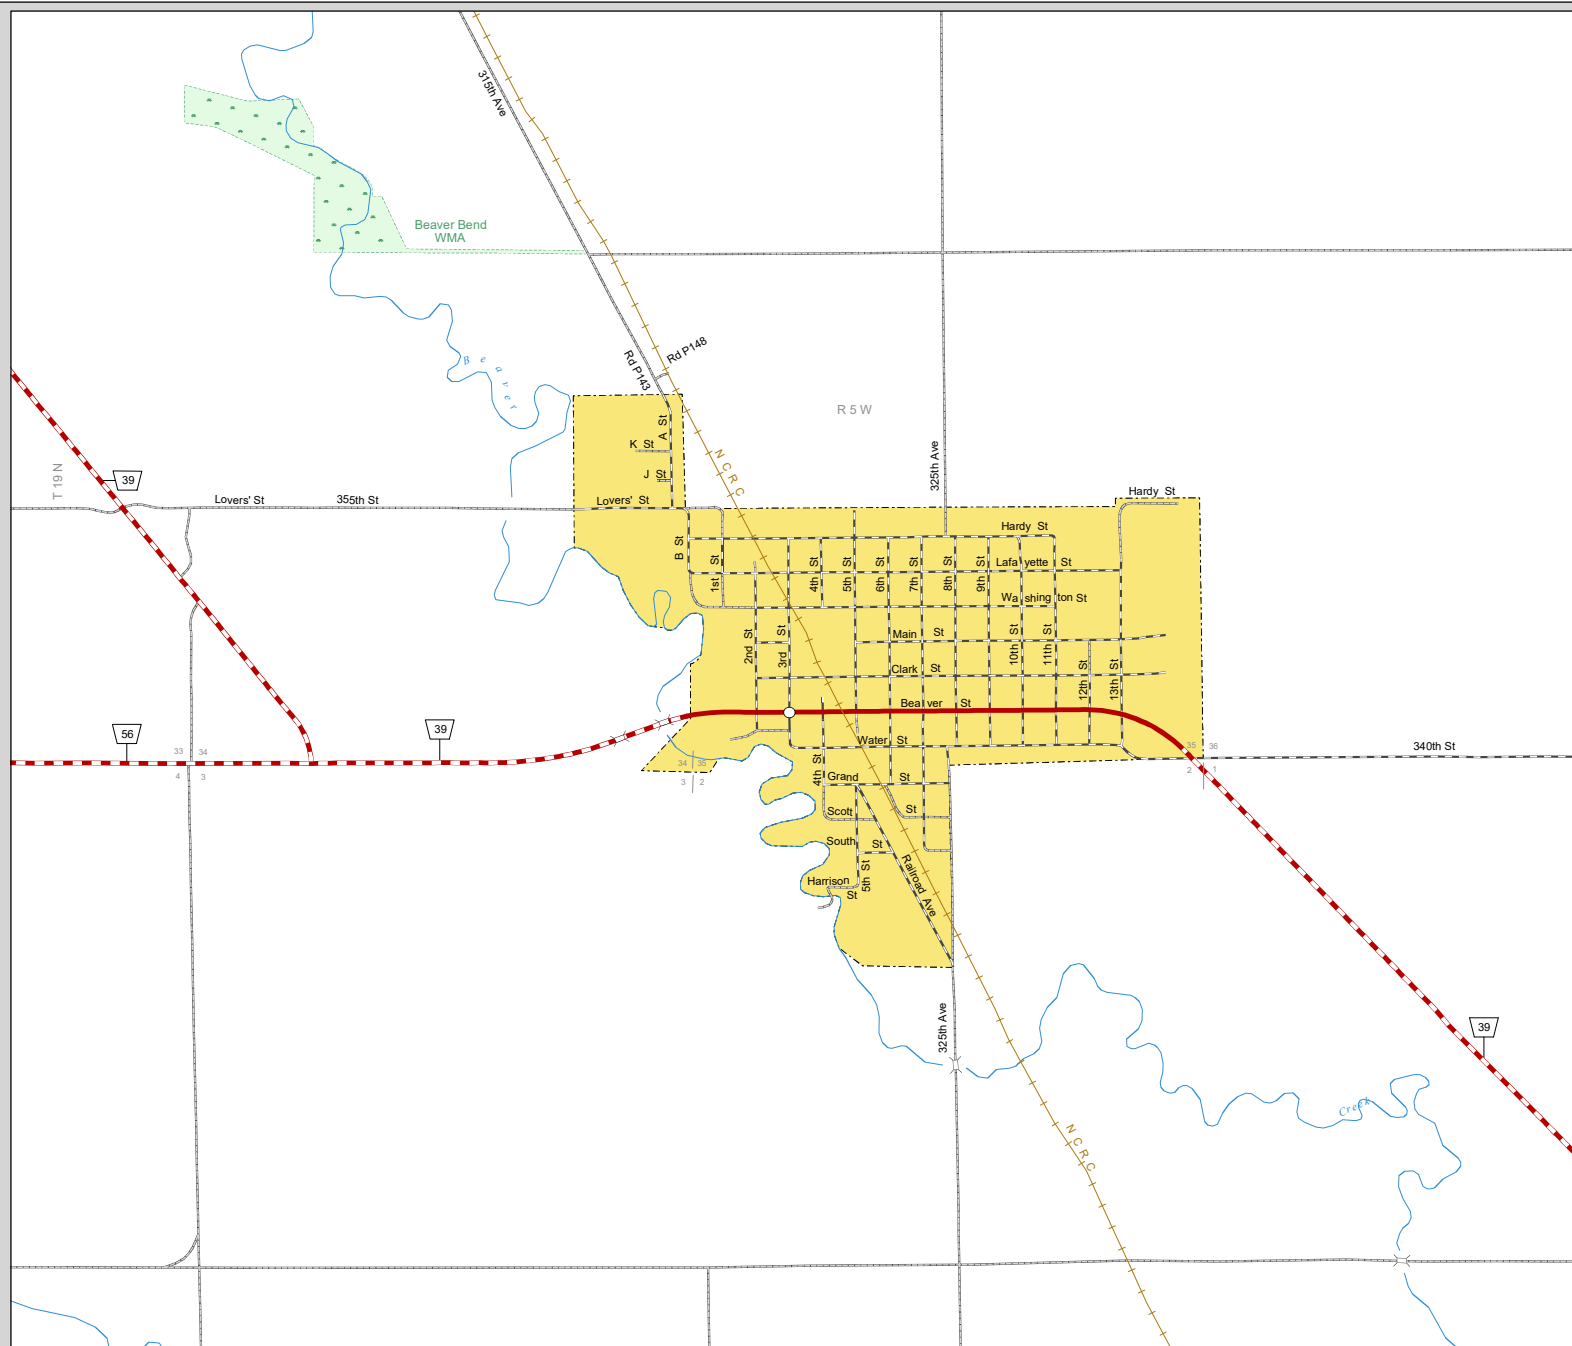 315th Ave
Beaver Bend
WMA
Rd P148
Rd P143
Beaver
R 5 W
A St
K St
J St
N C R C
325th Ave
T 19 N
39
Lovers' St
355th St
Lovers' St
Hardy St
Hardy St
B St
1st St
4th St
5th St
6th St
7th St
8th St
9th St
Lafayette St
Washington St
2nd St
3rd St
Main St
10th St
11th St
Clark St
12th St
13th St
Beaver St
56
39
33 34
4 3
34 35
3 2
35 36
2 1
Water St
340th St
4th St
Grand St
Scott St
South St
5th St
Harrison St
Railroad Ave
325th Ave
39
Creek
N C R C